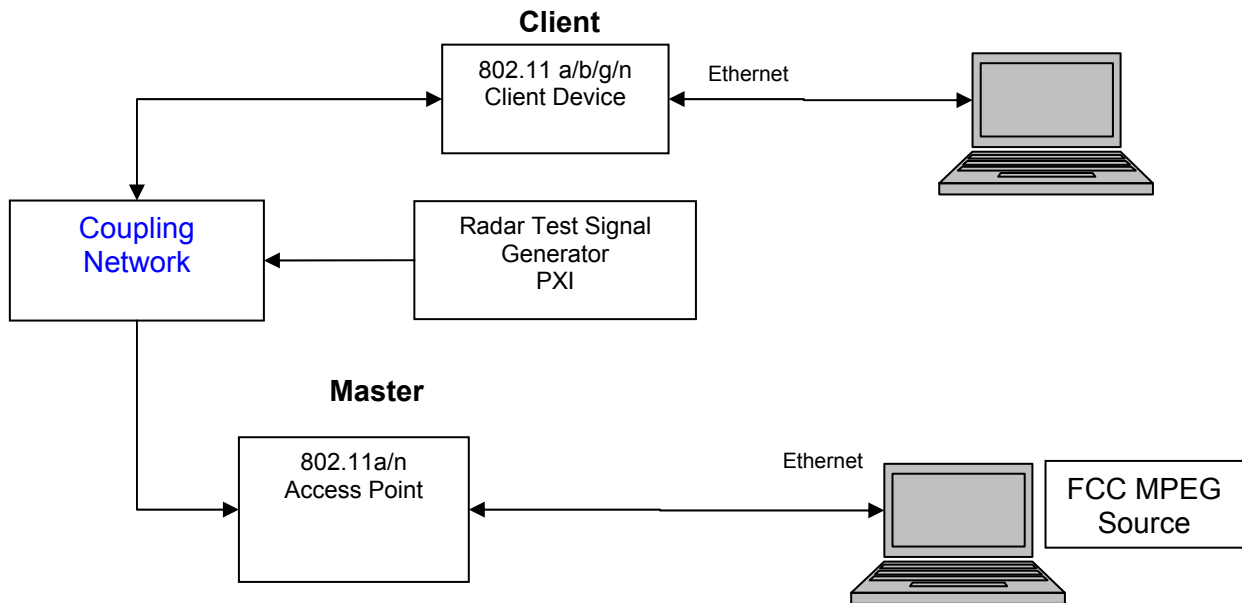 Client
802.11 a/b/g/n
Client Device
Ethernet
Coupling
Network
Radar Test Signal
Generator
PXI
Master
802.11a/n
Access Point
Ethernet
FCC MPEG
Source